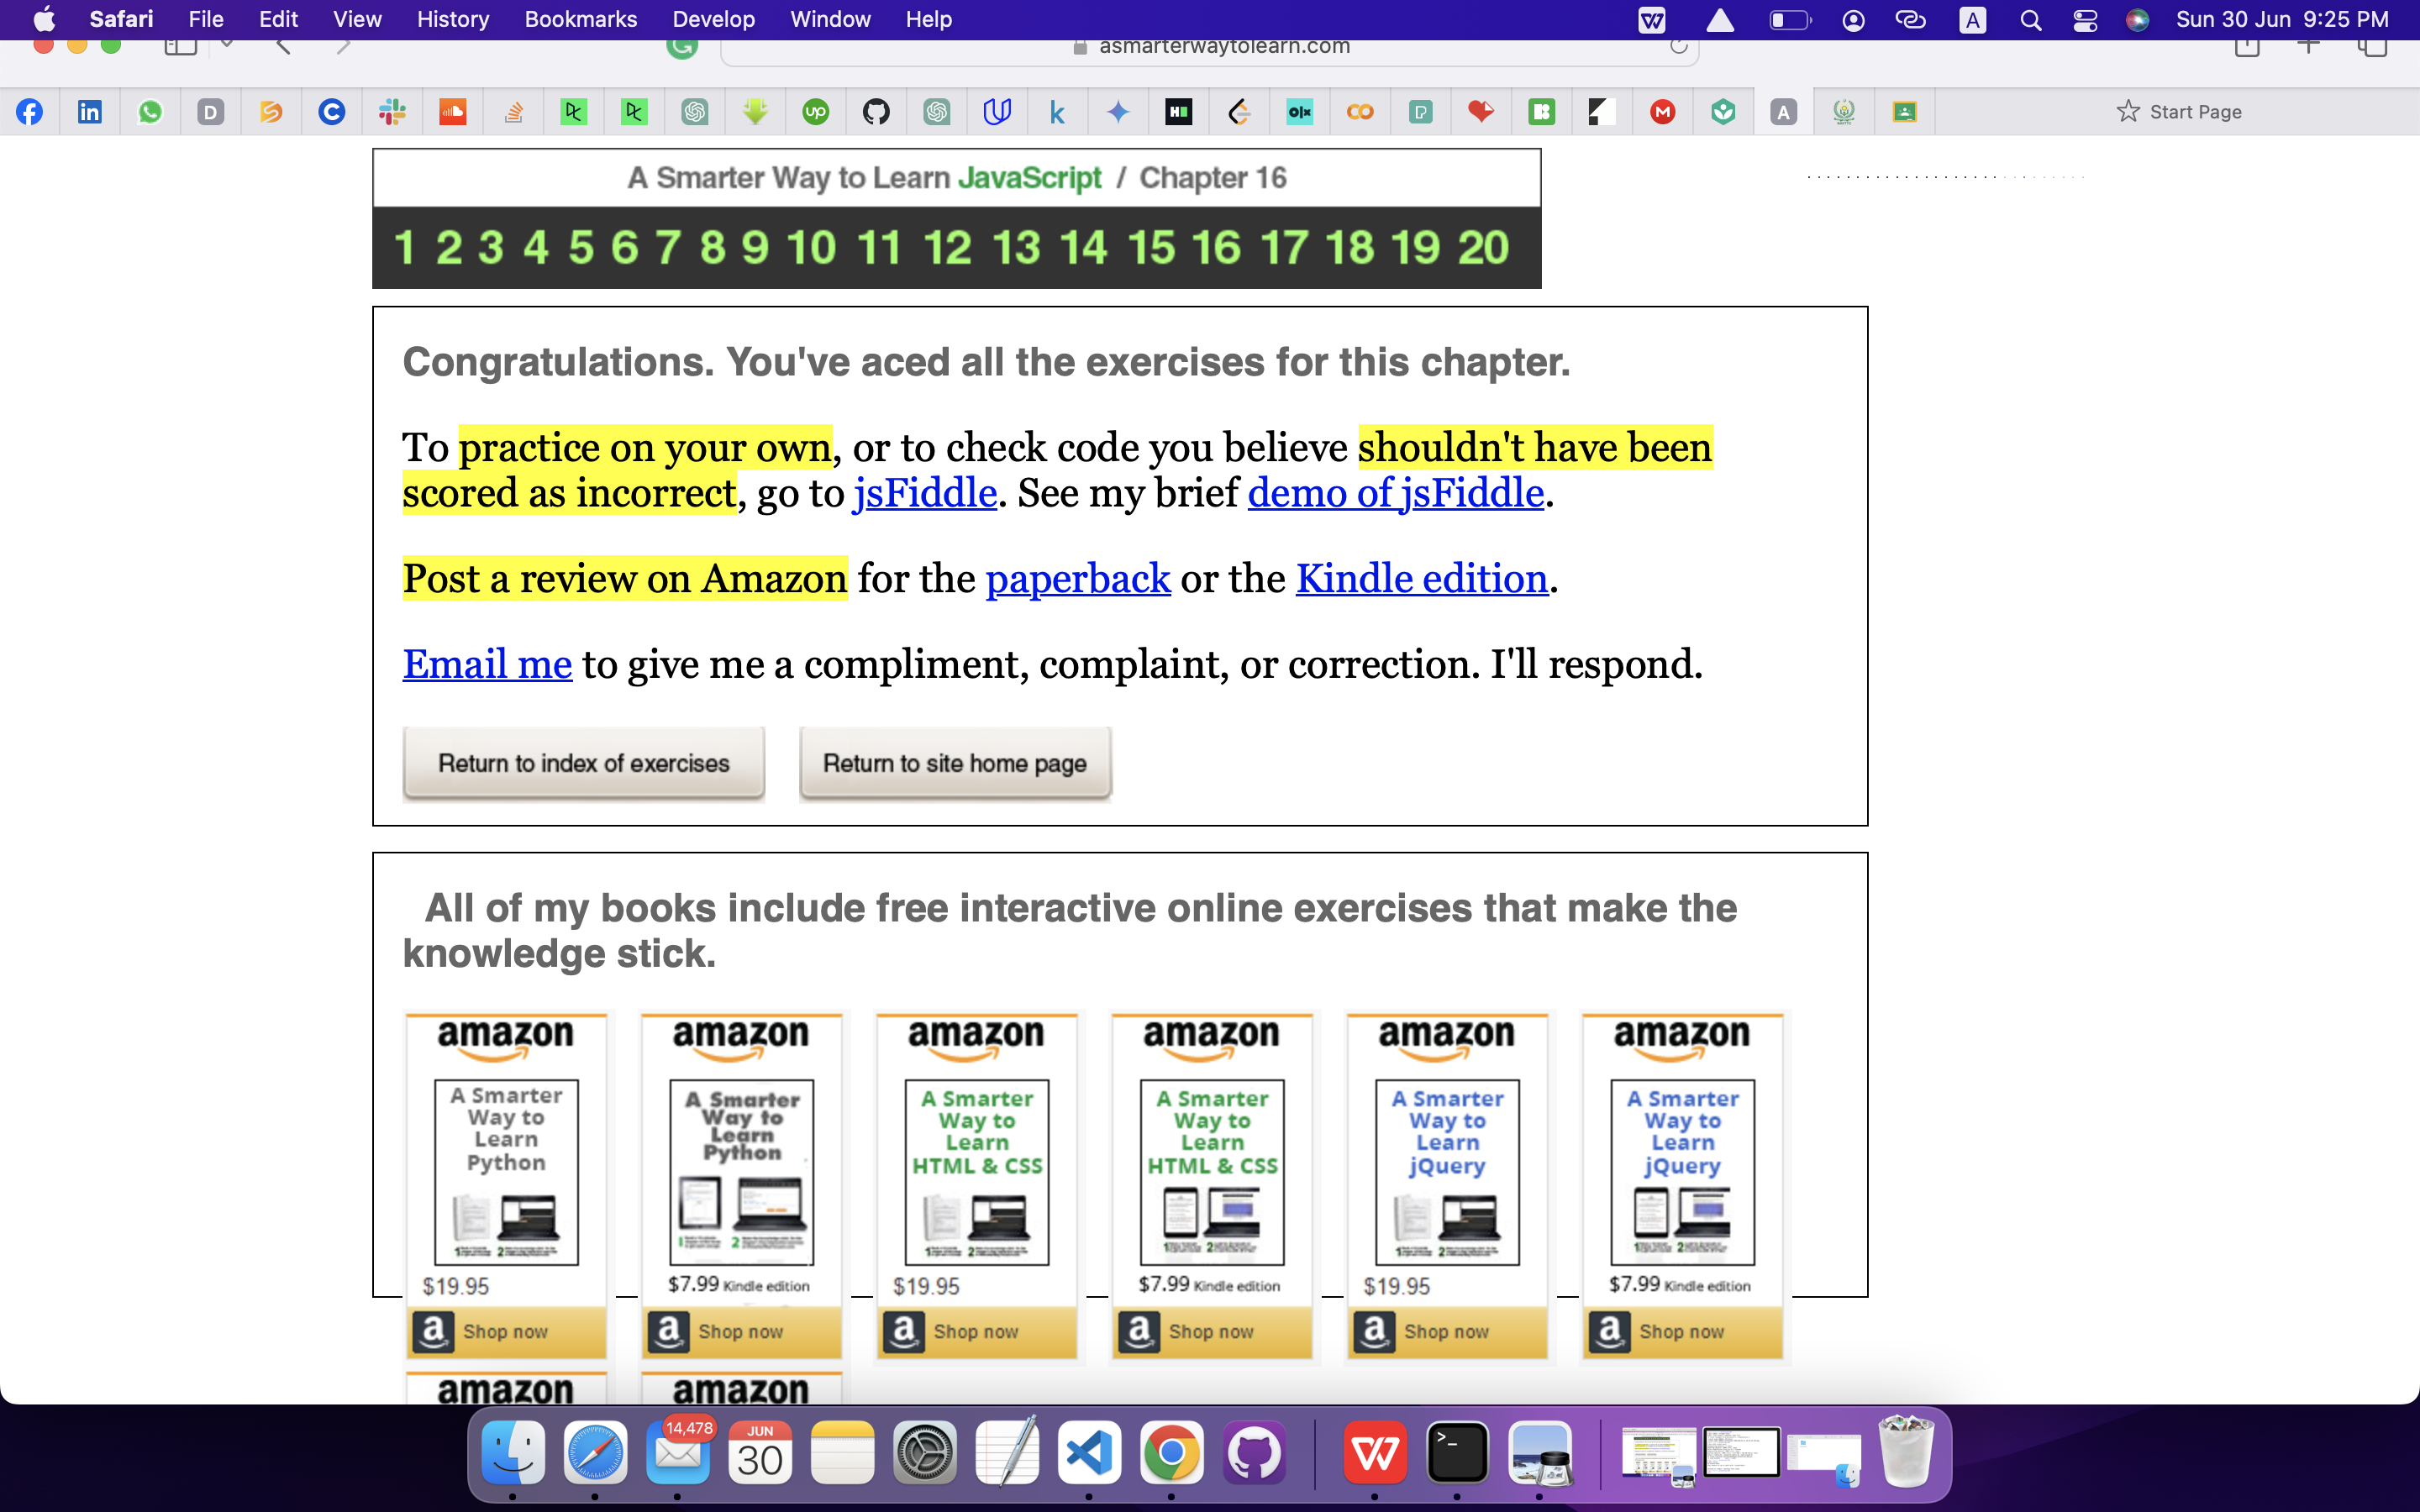 Safari File Edit View History Bookmarks Develop Window Help A Sun 30 Jun 9:25 PM
asmarterwaytolearn.com
D up k H OLX P M A Start Page
A Smarter Way to Learn JavaScript / Chapter 16
1 2 3 4 5 6 7 8 9 10 11 12 13 14 15 16 17 18 19 20
Congratulations. You've aced all the exercises for this chapter.
To practice on your own, or to check code you believe shouldn't have been
scored as incorrect, go to jsFiddle. See my brief demo of jsFiddle.
Post a review on Amazon for the paperback or the Kindle edition.
Email me to give me a compliment, complaint, or correction. I'll respond.
Return to index of exercises Return to site home page
All of my books include free interactive online exercises that make the
knowledge stick.
amazon amazon amazon amazon amazon amazon
A Smarter A Smarter A Smarter A Smarter A Smarter A Smarter
Way to Way to Way to Way to Way to Way to
Learn Learn Learn Learn Learn Learn
Python Python HTML & CSS HTML & CSS jQuery jQuery
$19.95 $7.99 Kindle edition $19.95 $7.99 Kindle edition $19.95 $7.99 Kindle edition
Shop now Shop now Shop now Shop now Shop now Shop now
amazon amazon
14,478 JUN
30